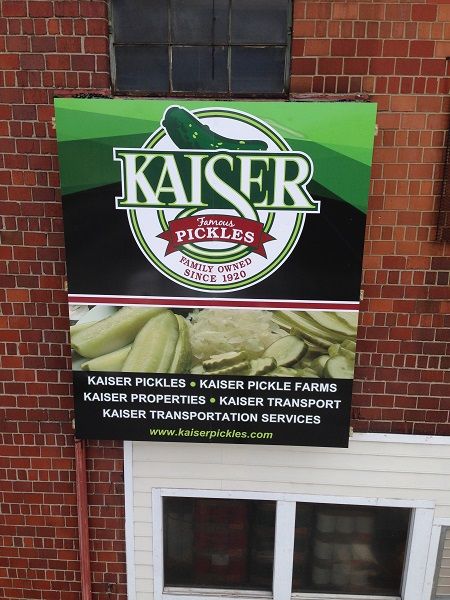 KAISER
Famous
PICKLES
FAMILY OWNED
SINCE 1920
KAISER PICKLES • KAISER PICKLE FARMS
KAISER PROPERTIES • KAISER TRANSPORT
KAISER TRANSPORTATION SERVICES
www.kaiserpickles.com